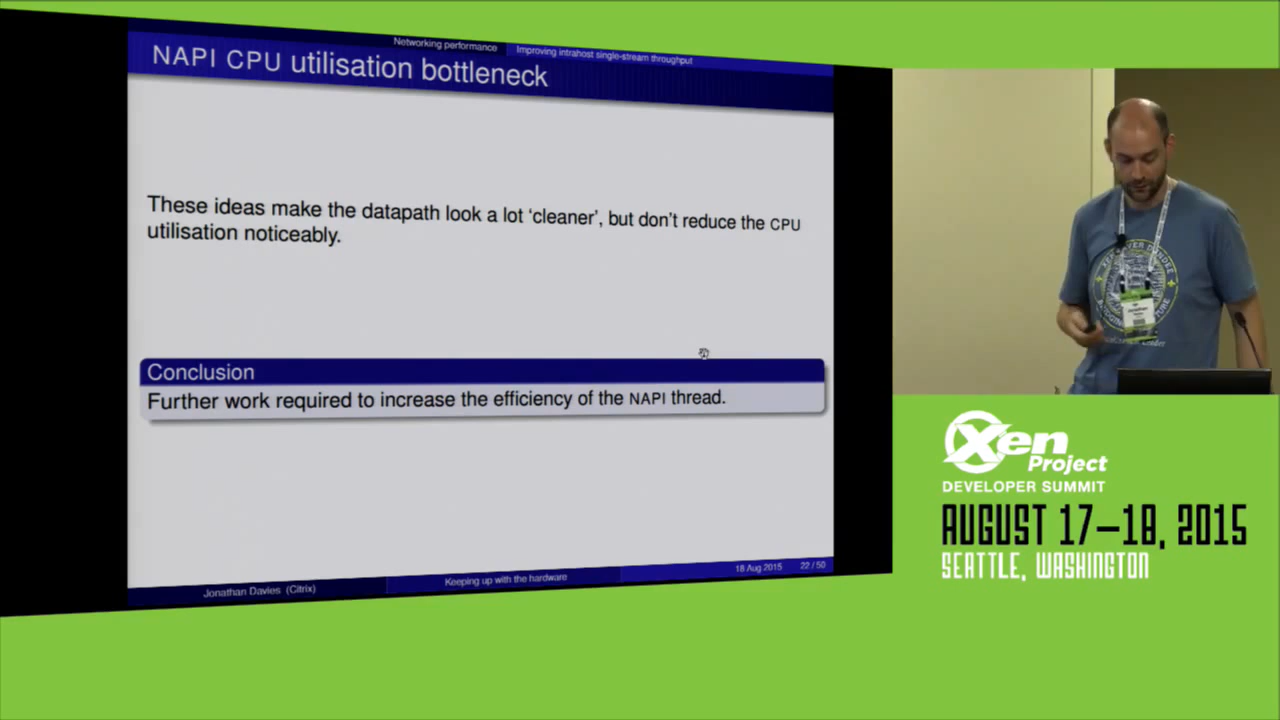 Networking performance
Improving intrahost single-stream throughput
NAPI CPU utilisation bottleneck
These ideas make the datapath look a lot ‘cleaner’, but don’t reduce the CPU
utilisation noticeably.
Conclusion
Further work required to increase the efficiency of the NAPI thread.
Jonathan Davies (Citrix)
Keeping up with the hardware
18 Aug 2015
22 / 50
Xen
Project
DEVELOPER SUMMIT
AUGUST 17–18, 2015
SEATTLE, WASHINGTON